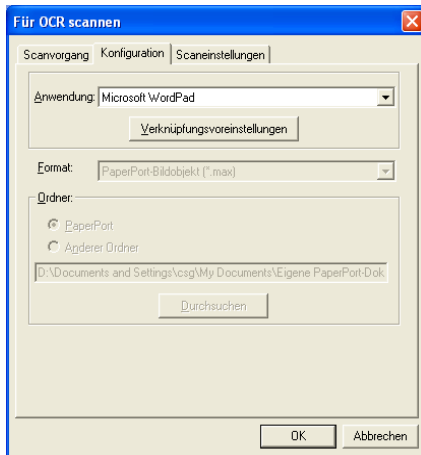 Für OCR scannen
Scanvorgang Konfiguration Scaneinstellungen
Anwendung: Microsoft WordPad
Verknüpfungsvoreinstellungen
Format: PaperPort-Bildobjekt (*.max)
Ordner:
PaperPort
Anderer Ordner
D:\Documents and Settings\csg\My Documents\Eigene PaperPort-Dok
Durchsuchen
OK Abbrechen